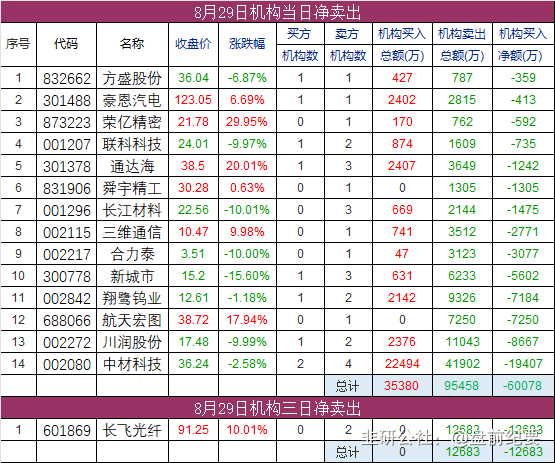 8月29日机构当日净卖出
序号 代码 名称 收盘价 涨跌幅 买方机构数 卖方机构数 机构买入总额(万) 机构卖出总额(万) 机构买入净额(万)
1 832662 方盛股份 36.04 -6.87% 1 1 427 787 -359
2 301488 豪恩汽电 123.05 6.69% 1 1 2402 2815 -413
3 873223 荣亿精密 21.78 29.95% 0 1 170 762 -592
4 001207 联科科技 24.01 -9.97% 1 2 874 1609 -735
5 301378 通达海 38.5 20.01% 1 3 2407 3649 -1242
6 831906 舜宇精工 30.28 0.63% 0 1 0 1305 -1305
7 001296 长江材料 22.56 -10.01% 0 3 669 2144 -1475
8 002115 三维通信 10.47 9.98% 0 1 741 3512 -2771
9 002217 合力泰 3.51 -10.00% 0 1 47 3123 -3077
10 300778 新城市 15.2 -15.60% 1 3 631 6233 -5602
11 002842 翔鹭钨业 12.61 -1.18% 1 2 2142 9326 -7184
12 688066 航天宏图 38.72 17.94% 0 1 0 7250 -7250
13 002272 川润股份 17.48 -9.99% 1 2 2376 11043 -8667
14 002080 中材科技 36.24 -2.58% 2 4 22494 41902 -19407
总计 35380 95458 -60078
8月29日机构三日净卖出
1 601869 长飞光纤 91.25 10.01% 0 2 0 12683 -12683
总计 0 12683 -12683
韭研公社：@盘前纪要